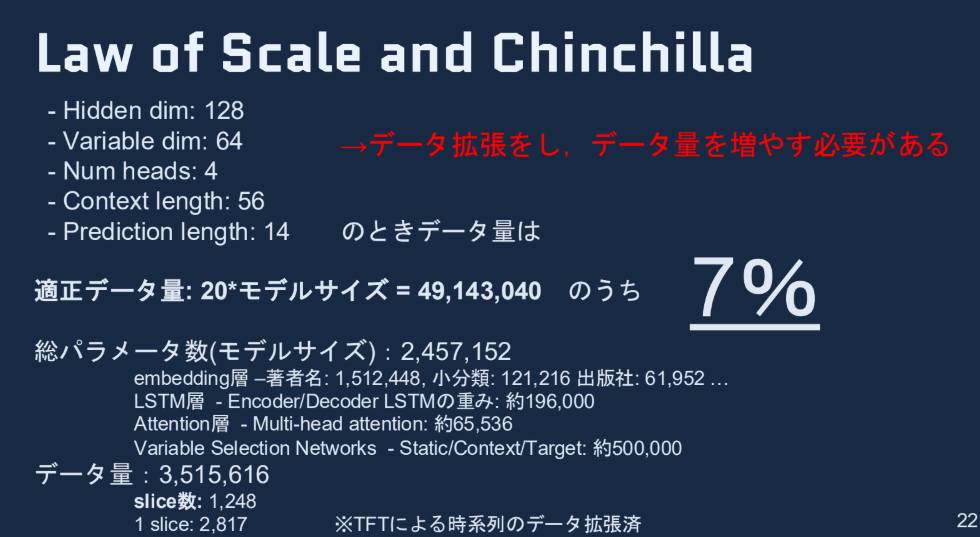 Law of Scale and Chinchilla
- Hidden dim: 128
- Variable dim: 64
→データ拡張をし，データ量を増やす必要がある
- Num heads: 4
- Context length: 56
- Prediction length: 14 のときデータ量は
適正データ量: 20*モデルサイズ = 49,143,040 のうち
7%
総パラメータ数(モデルサイズ)：2,457,152
embedding層 –著者名: 1,512,448, 小分類: 121,216 出版社: 61,952 …
LSTM層 - Encoder/Decoder LSTMの重み: 約196,000
Attention層 - Multi-head attention: 約65,536
Variable Selection Networks - Static/Context/Target: 約500,000
データ量：3,515,616
slice数: 1,248
1 slice: 2,817 ※TFTによる時系列のデータ拡張済
22